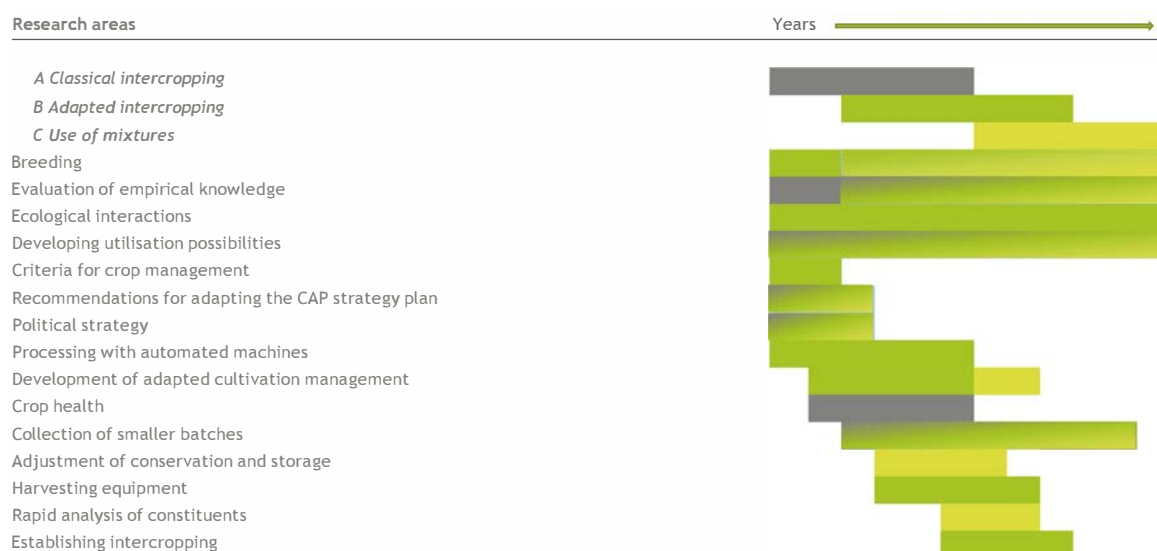 Research areas Years
A Classical intercropping
B Adapted intercropping
C Use of mixtures
Breeding
Evaluation of empirical knowledge
Ecological interactions
Developing utilisation possibilities
Criteria for crop management
Recommendations for adapting the CAP strategy plan
Political strategy
Processing with automated machines
Development of adapted cultivation management
Crop health
Collection of smaller batches
Adjustment of conservation and storage
Harvesting equipment
Rapid analysis of constituents
Establishing intercropping